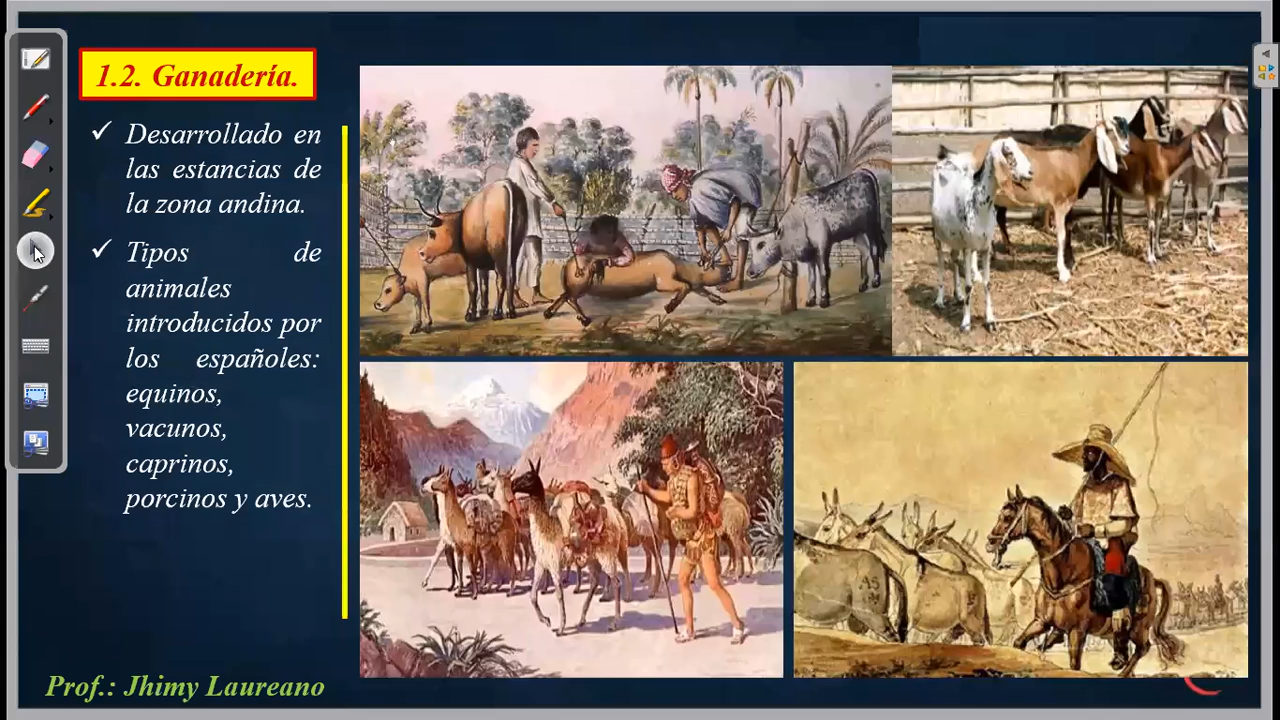 1.2. Ganadería.
✓ Desarrollado en
las estancias de
la zona andina.
✓ Tipos de
animales
introducidos por
los españoles:
equinos,
vacunos,
caprinos,
porcinos y aves.
Prof.: Jhimy Laureano